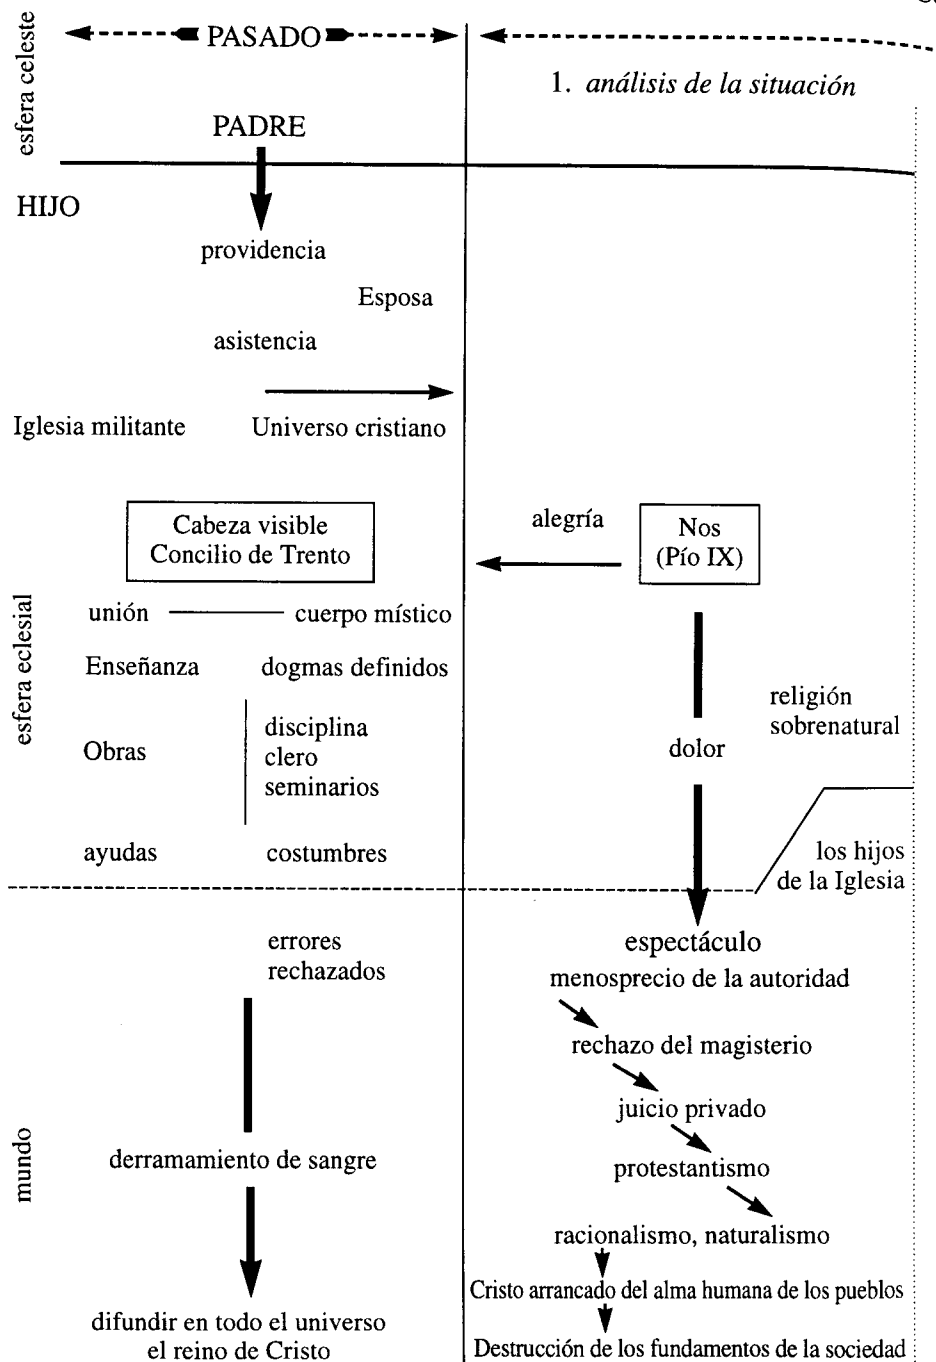 esfera celeste
PASADO
1. análisis de la situación
PADRE
HIJO
providencia
Esposa
asistencia
Iglesia militante
Universo cristiano
esfera eclesial
Cabeza visible
Concilio de Trento
alegría
Nos
(Pío IX)
unión
cuerpo místico
Enseñanza
dogmas definidos
Obras
disciplina
clero
seminarios
ayudas
costumbres
religión
sobrenatural
dolor
los hijos
de la Iglesia
mundo
errores
rechazados
derramamiento de sangre
difundir en todo el universo
el reino de Cristo
espectáculo
menosprecio de la autoridad
rechazo del magisterio
juicio privado
protestantismo
racionalismo, naturalismo
Cristo arrancado del alma humana de los pueblos
Destrucción de los fundamentos de la sociedad